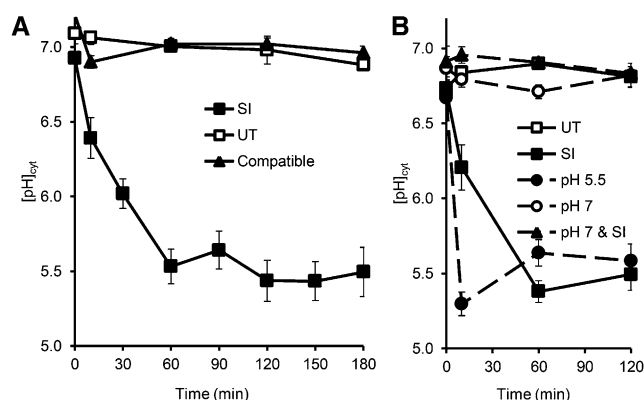 A
7.0
6.5
6.0
5.5
5.0
[pH]cyt
0 30 60 90 120 150 180
Time (min)
SI
UT
Compatible
B
7.0
6.5
6.0
5.5
5.0
[pH]cyt
0 30 60 90 120
Time (min)
UT
SI
pH 5.5
pH 7
pH 7 & SI